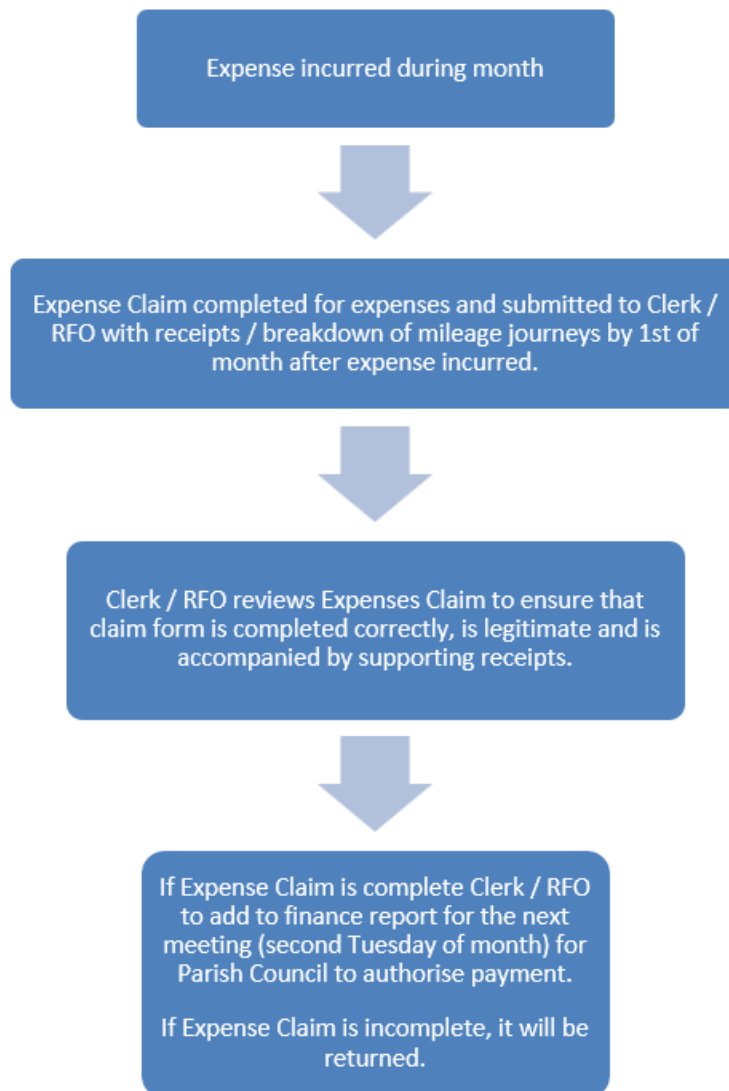 Expense incurred during month
Expense Claim completed for expenses and submitted to Clerk /
RFO with receipts / breakdown of mileage journeys by 1st of
month after expense incurred.
Clerk / RFO reviews Expenses Claim to ensure that
claim form is completed correctly, is legitimate and is
accompanied by supporting receipts.
If Expense Claim is complete Clerk / RFO
to add to finance report for the next
meeting (second Tuesday of month) for
Parish Council to authorise payment.
If Expense Claim is incomplete, it will be
returned.